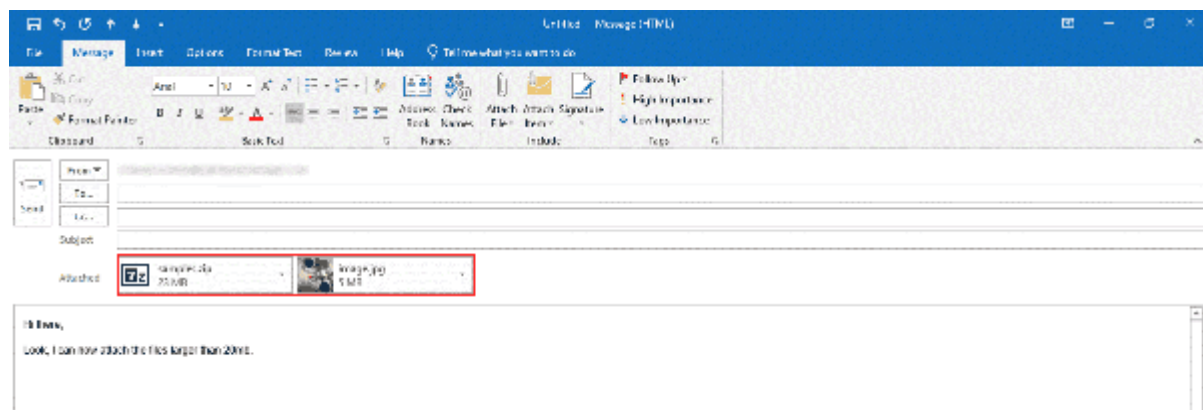 Untitled - Message (HTML)
File Message Insert Options Format Text Review Help Tell me what you want to do
Cut
Copy
Paste
Format Painter
Clipboard
Arial 10
B I U
Basic Text
Address Book
Check Names
Names
Attach File
Attach Item
Signature
Include
Follow Up
High Importance
Low Importance
Tags
From
To...
Cc...
Send
Subject
Attached samples.zip image.jpg
5 MB
Hi there,
Look, I can now attach the files larger than 20mb.